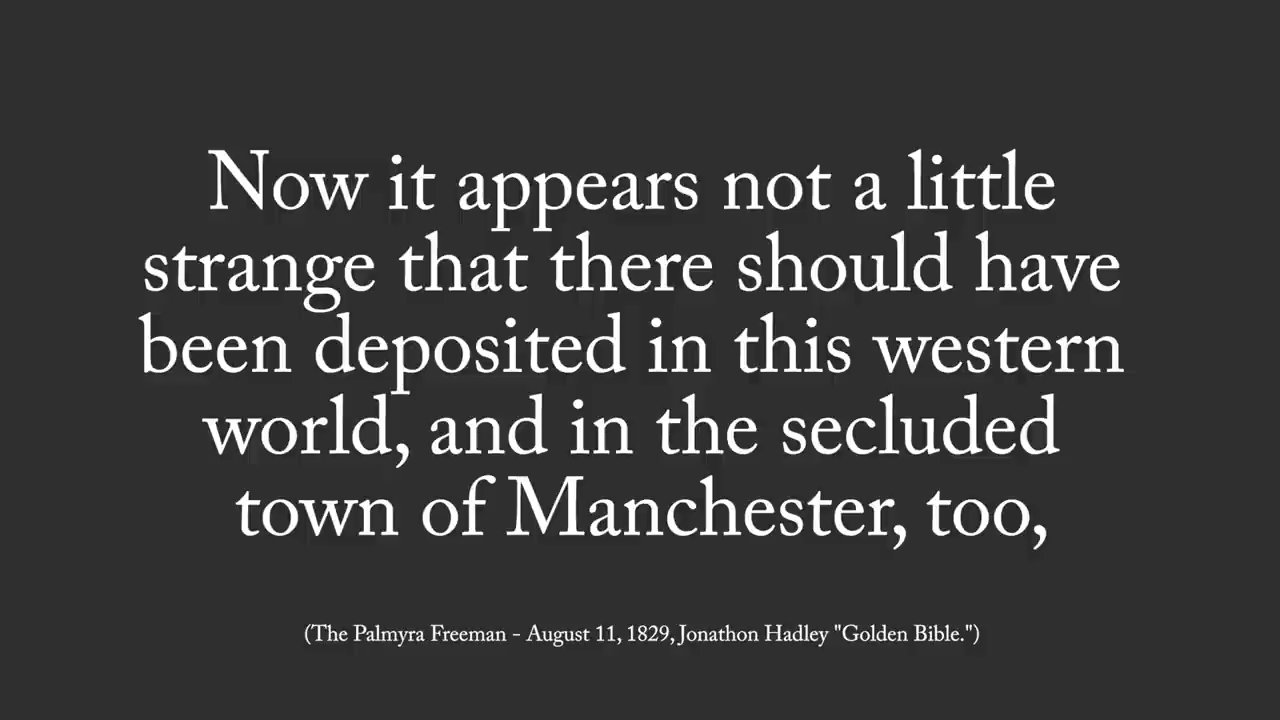 Now it appears not a little
strange that there should have
been deposited in this western
world, and in the secluded
town of Manchester, too,
(The Palmyra Freeman - August 11, 1829, Jonathon Hadley "Golden Bible.")